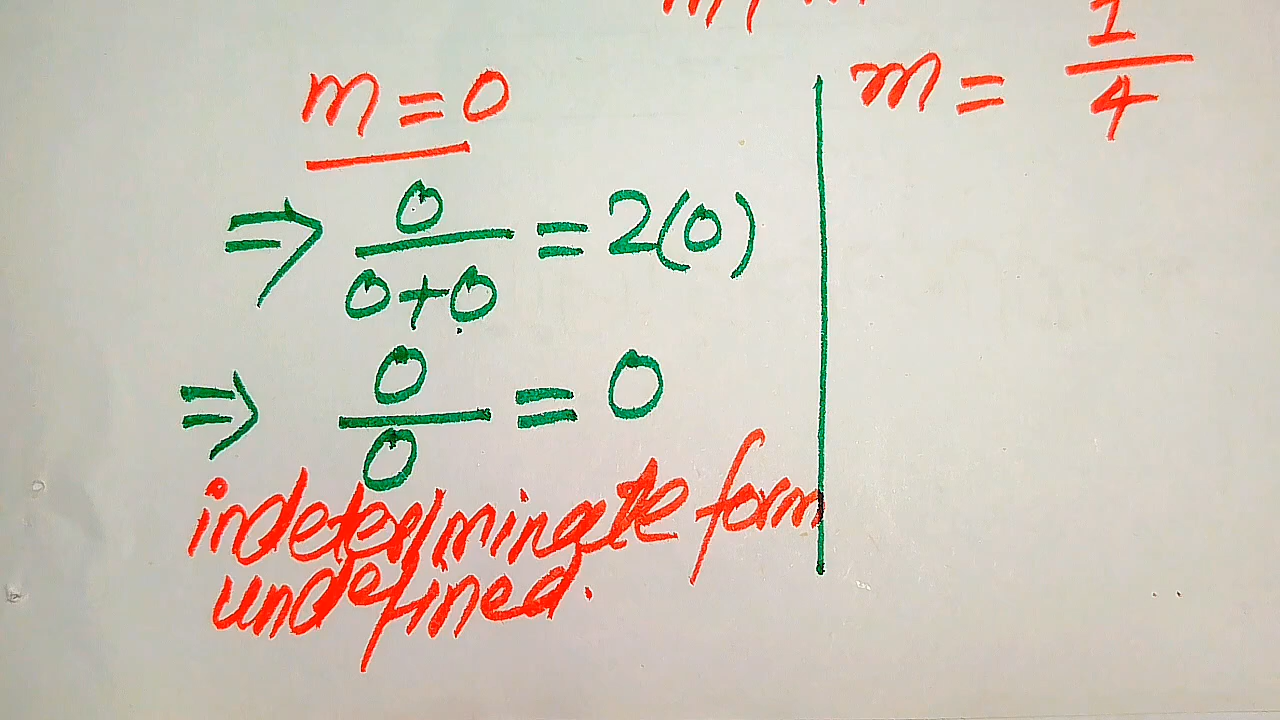 m = 0
⇒ 0/(0+0) = 2(0)
⇒ 0/0 = 0
indeterminate form
undefined.
m = 1/4